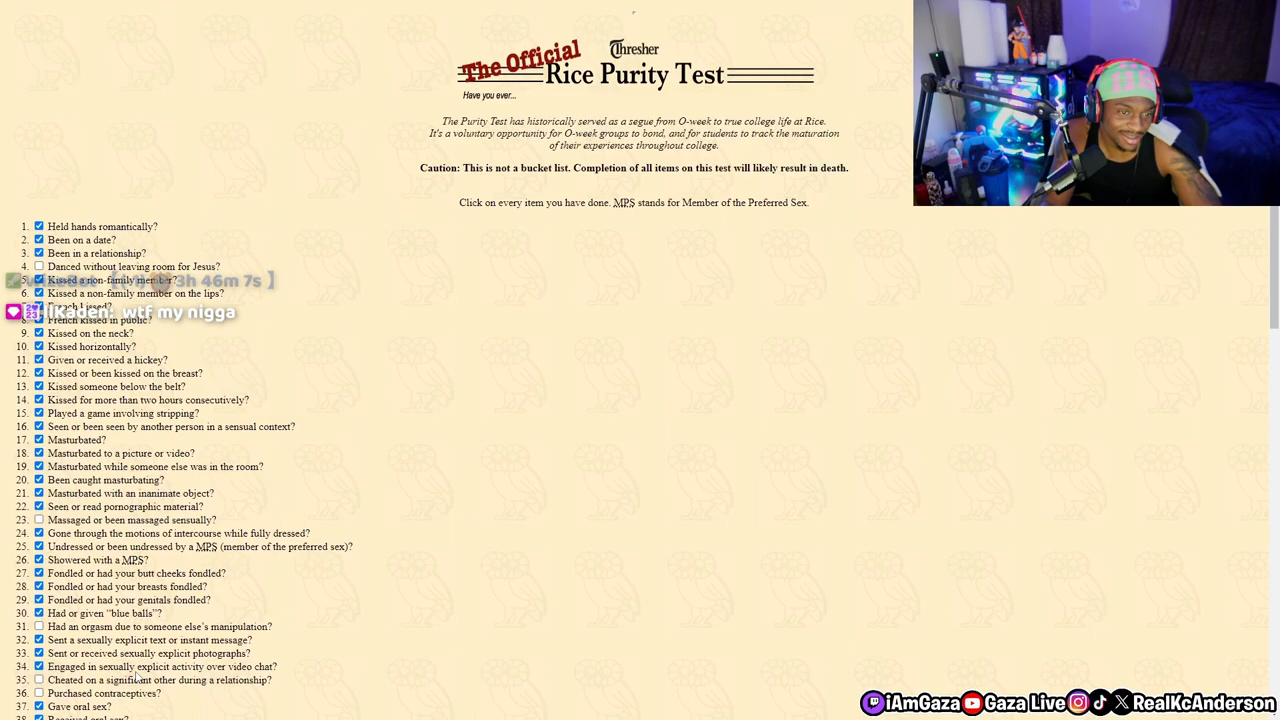 The Official
Thresher
Rice Purity Test
Have you ever...
The Purity Test has historically served as a segue from O-week to true college life at Rice.
It's a voluntary opportunity for O-week groups to bond, and for students to track the maturation
of their experiences throughout college.
Caution: This is not a bucket list. Completion of all items on this test will likely result in death.
Click on every item you have done. MPS stands for Member of the Preferred Sex.
1. Held hands romantically?
2. Been on a date?
3. Been in a relationship?
4. Danced without leaving room for Jesus?
5. Kissed a non-family member?
3h 46m 7s 】
6. Kissed a non-family member on the lips?
French kissed?
Kaden: wtf my nigga
8. French kissed in public?
9. Kissed on the neck?
10. Kissed horizontally?
11. Given or received a hickey?
12. Kissed or been kissed on the breast?
13. Kissed someone below the belt?
14. Kissed for more than two hours consecutively?
15. Played a game involving stripping?
16. Seen or been seen by another person in a sensual context?
17. Masturbated?
18. Masturbated to a picture or video?
19. Masturbated while someone else was in the room?
20. Been caught masturbating?
21. Masturbated with an inanimate object?
22. Seen or read pornographic material?
23. Massaged or been massaged sensually?
24. Gone through the motions of intercourse while fully dressed?
25. Undressed or been undressed by a MPS (member of the preferred sex)?
26. Showered with a MPS?
27. Fondled or had your butt cheeks fondled?
28. Fondled or had your breasts fondled?
29. Fondled or had your genitals fondled?
30. Had or given “blue balls”?
31. Had an orgasm due to someone else’s manipulation?
32. Sent a sexually explicit text or instant message?
33. Sent or received sexually explicit photographs?
34. Engaged in sexually explicit activity over video chat?
35. Cheated on a significant other during a relationship?
36. Purchased contraceptives?
37. Gave oral sex?
38. Received oral sex?
iAmGaza Gaza Live RealKcAnderson